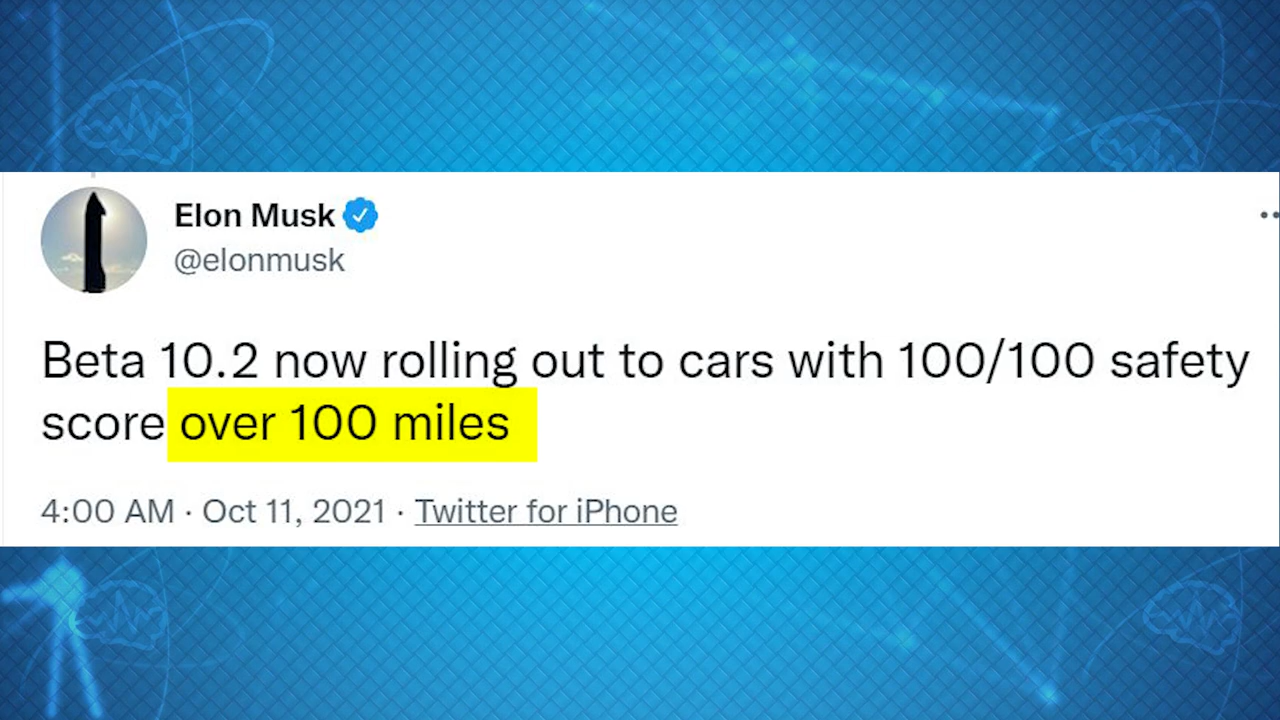 Elon Musk
@elonmusk
Beta 10.2 now rolling out to cars with 100/100 safety
score over 100 miles
4:00 AM · Oct 11, 2021 · Twitter for iPhone